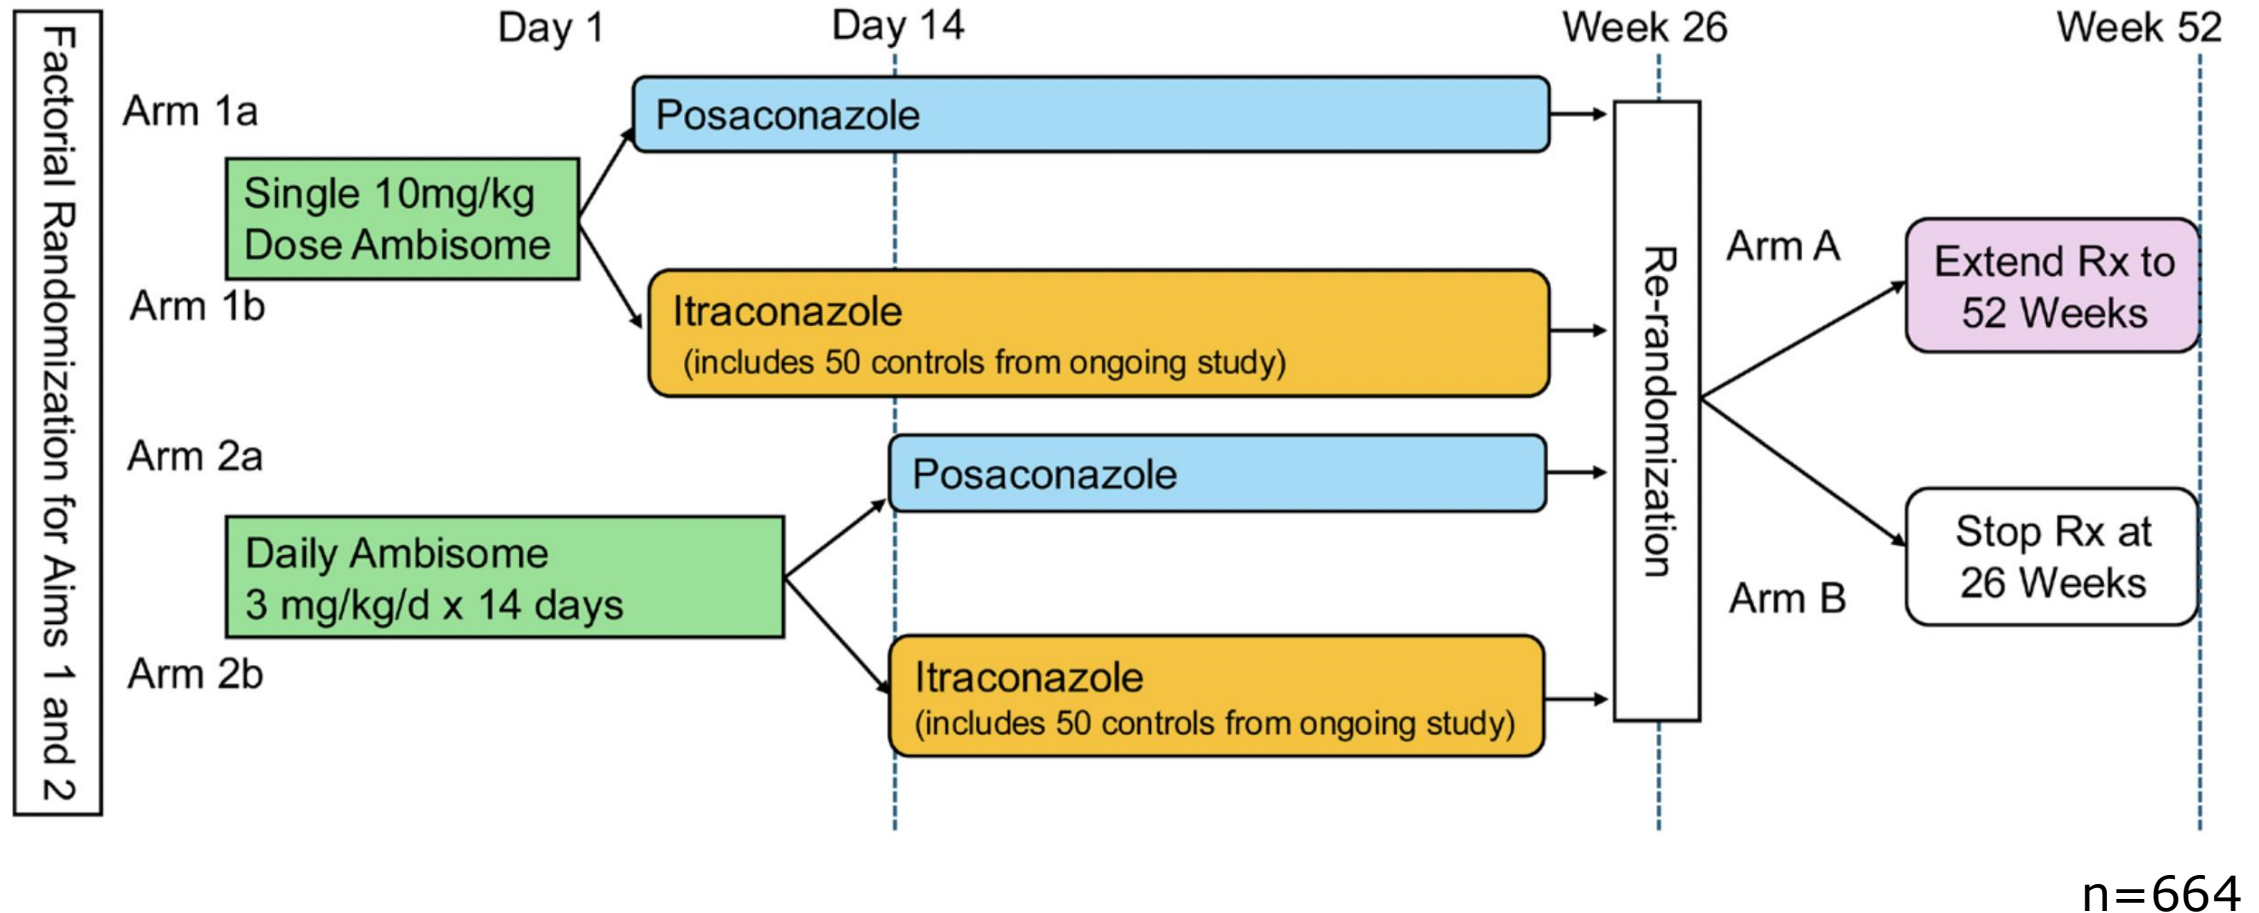 Factorial Randomization for Aims 1 and 2
Day 1
Day 14
Week 26
Week 52
Arm 1a
Posaconazole
Single 10mg/kg
Dose Ambisome
Arm 1b
Itraconazole
(includes 50 controls from ongoing study)
Arm 2a
Posaconazole
Daily Ambisome
3 mg/kg/d x 14 days
Arm 2b
Itraconazole
(includes 50 controls from ongoing study)
Re-randomization
Arm A
Extend Rx to
52 Weeks
Arm B
Stop Rx at
26 Weeks
n=664